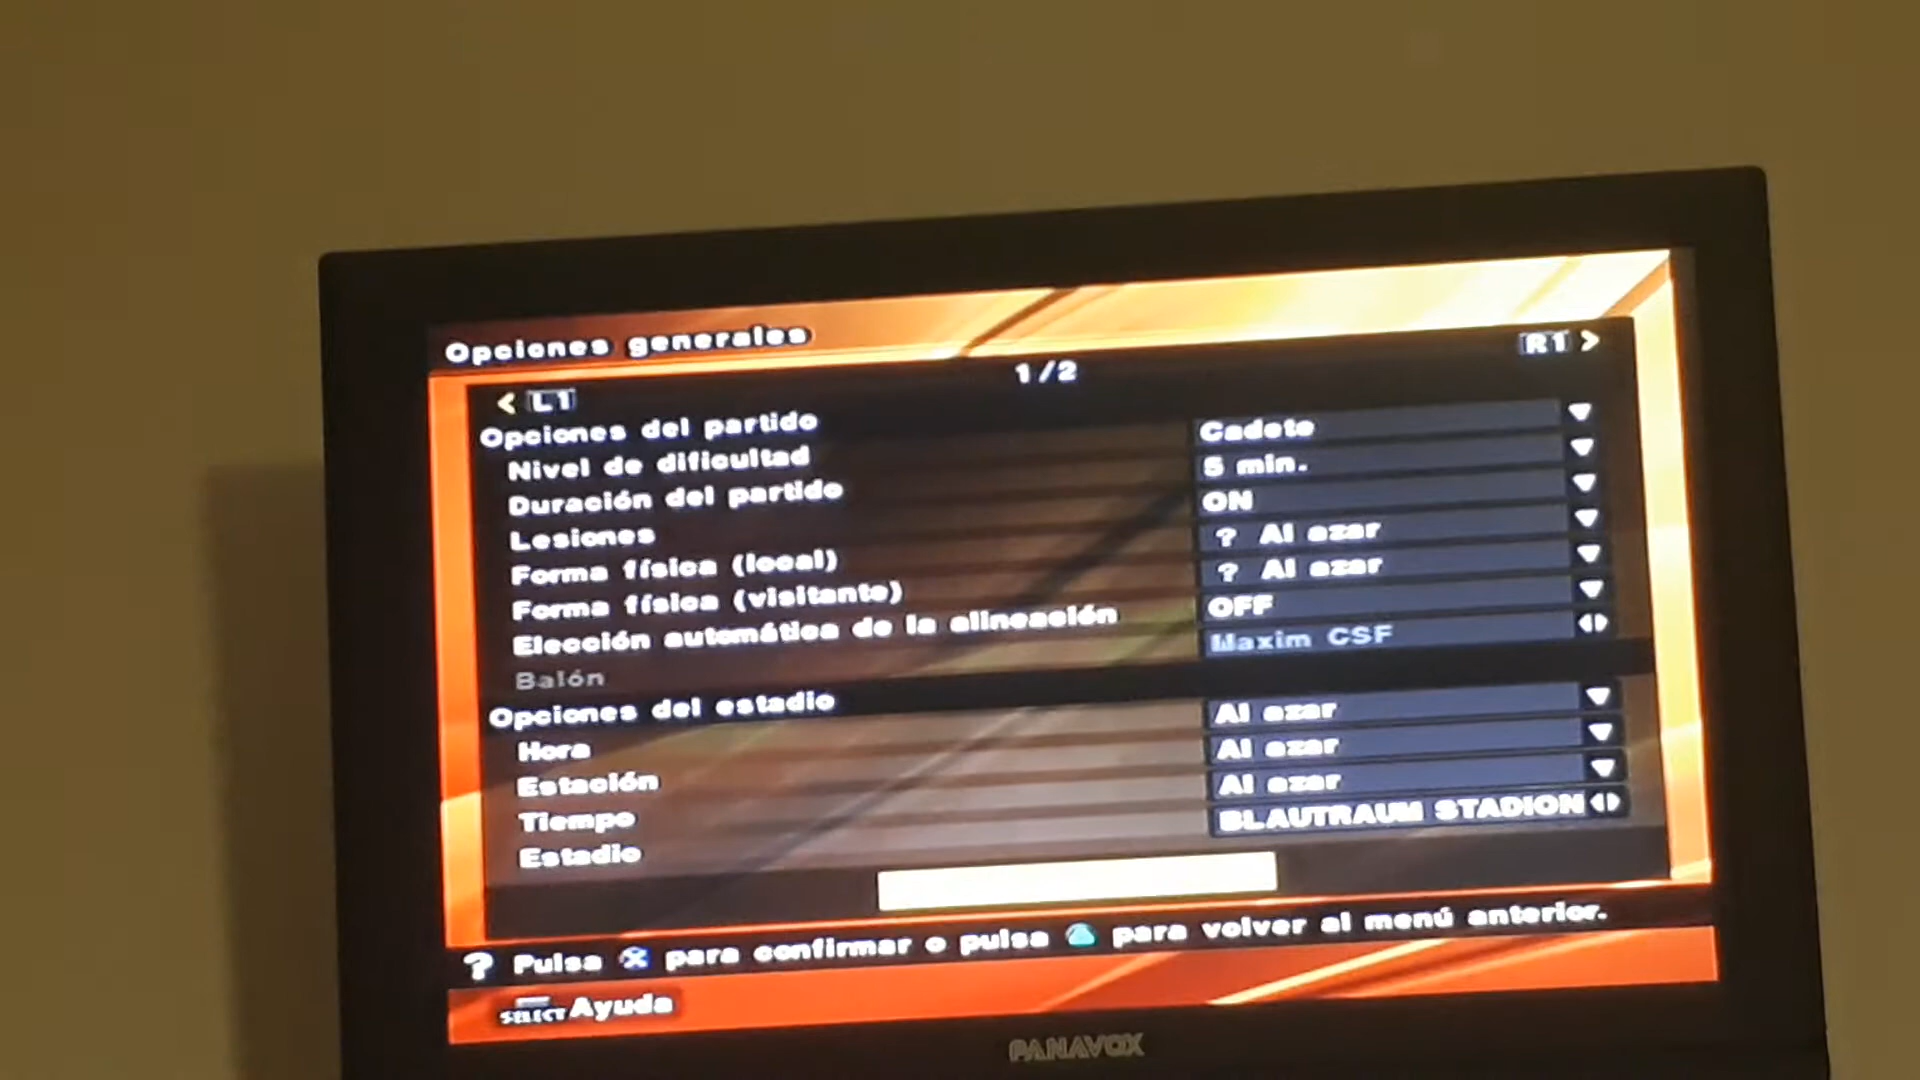 Opciones generales
1/2
R1
L1
Opciones del partido
Nivel de dificultad Cadete
Duración del partido 5 min.
Lesiones ON
Forma física (local) ? Al azar
Forma física (visitante) ? Al azar
Elección automática de la alineación OFF
Balón Maxim CSF
Opciones del estadio
Hora Al azar
Estación Al azar
Tiempo Al azar
Estadio BLAUTRAUM STADION
? Pulsa para confirmar o pulsa para volver al menú anterior.
SELECT Ayuda
PANAVOX